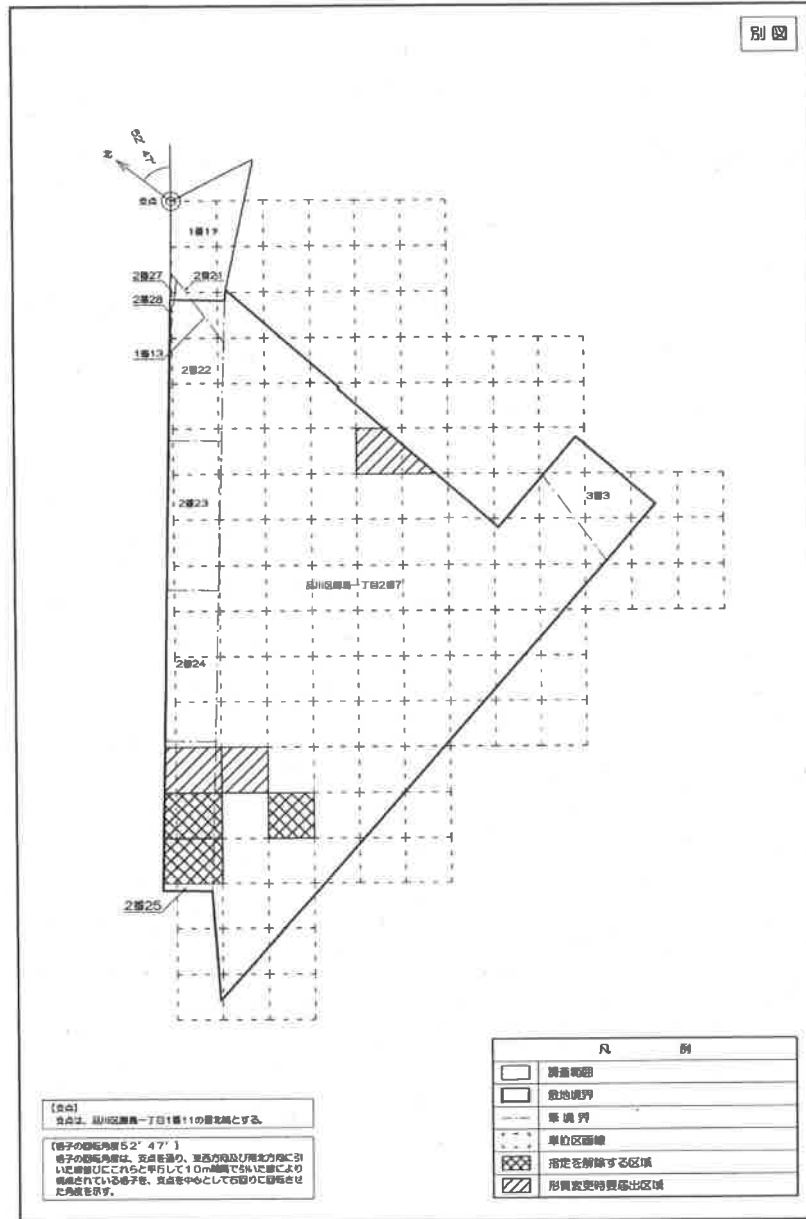 別図
52° 47'
N
支点
1番19
2番27
2番21
2番28
1番13
2番22
2番23
3番3
品川区勝島一丁目2番7
2番24
2番25
凡 例
調査範囲
敷地境界
筆境界
単位区画線
指定を解除する区域
形質変更時要届出区域
【支点】
支点は、品川区勝島一丁目1番11の最北端とする。
【格子の回転角度52°47'】
格子の回転角度は、支点を通り、東西方向及び南北方向に引
いた線並びにこれらと平行して10m間隔で引いた線により
構成されている格子を、支点を中心として右回りに回転させ
た角度を示す。